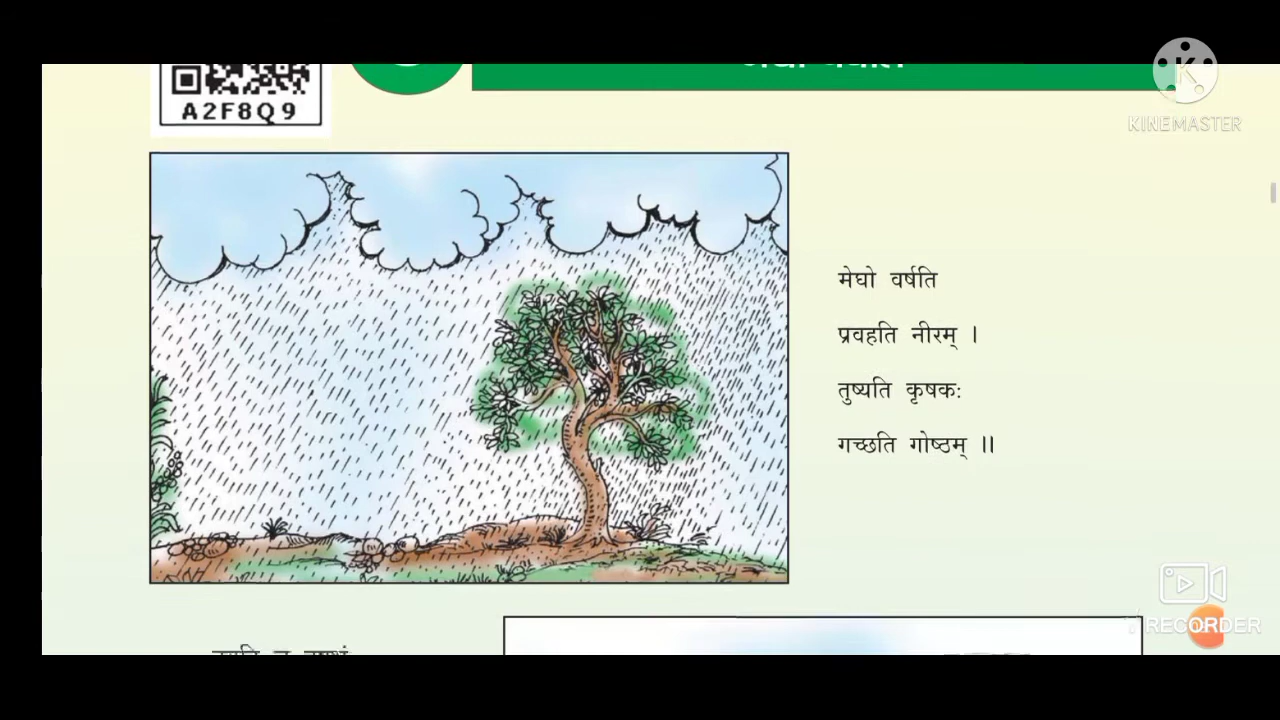 A2F8Q9
KINEMASTER
मेघो वर्षति
प्रवहति नीरम् ।
तुष्यति कृषकः
गच्छति गोष्ठम् ॥
RECORDER